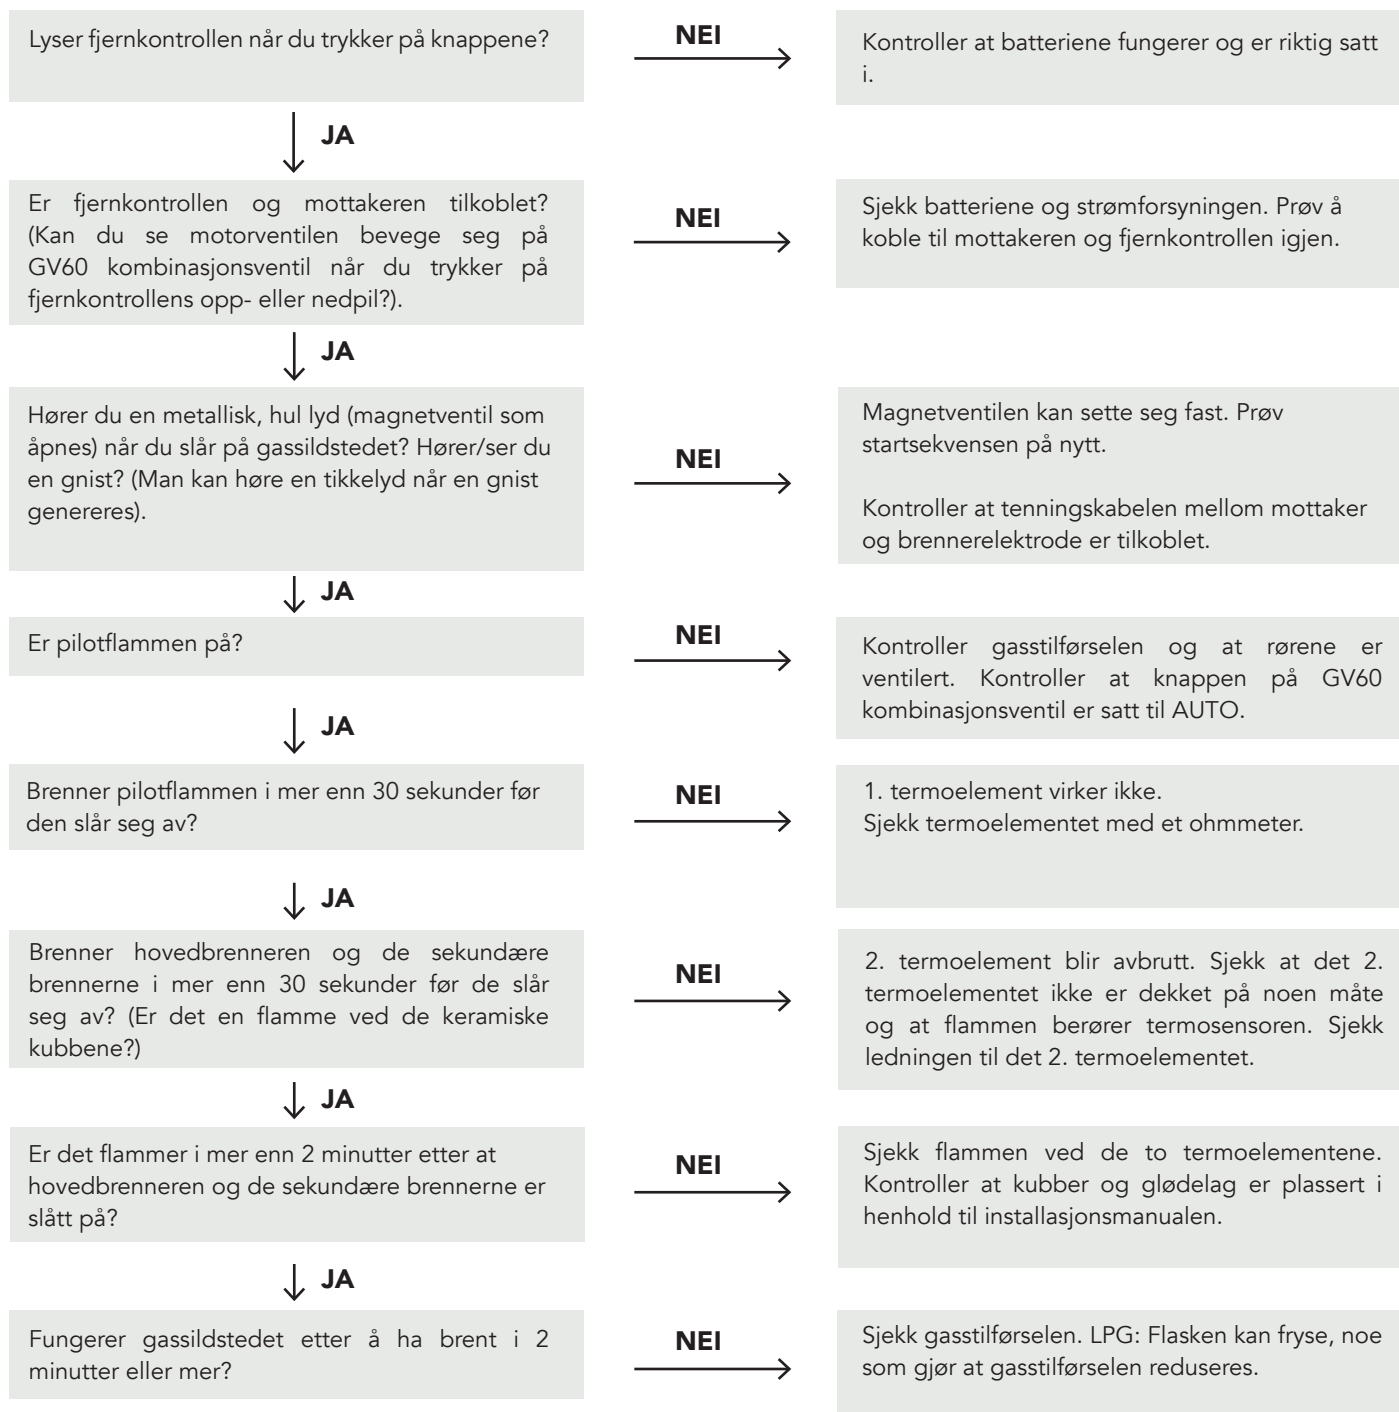 Lyser fjernkontrollen når du trykker på knappene?
NEI
Kontroller at batteriene fungerer og er riktig satt
i.
JA
Er fjernkontrollen og mottakeren tilkoblet?
(Kan du se motorventilen bevege seg på
GV60 kombinasjonsventil når du trykker på
fjernkontrollens opp- eller nedpil?).
NEI
Sjekk batteriene og strømforsyningen. Prøv å
koble til mottakeren og fjernkontrollen igjen.
JA
Hører du en metallisk, hul lyd (magnetventil som
åpnes) når du slår på gassildstedet? Hører/ser du
en gnist? (Man kan høre en tikkelyd når en gnist
genereres).
NEI
Magnetventilen kan sette seg fast. Prøv
startsekvensen på nytt.
Kontroller at tenningskabelen mellom mottaker
og brennerelektrode er tilkoblet.
JA
Er pilotflammen på?
NEI
Kontroller gasstilførselen og at rørene er
ventilert. Kontroller at knappen på GV60
kombinasjonsventil er satt til AUTO.
JA
Brenner pilotflammen i mer enn 30 sekunder før
den slår seg av?
NEI
1. termoelement virker ikke.
Sjekk termoelementet med et ohmmeter.
JA
Brenner hovedbrenneren og de sekundære
brennerne i mer enn 30 sekunder før de slår
seg av? (Er det en flamme ved de keramiske
kubbene?)
NEI
2. termoelement blir avbrutt. Sjekk at det 2.
termoelementet ikke er dekket på noen måte
og at flammen berører termosensoren. Sjekk
ledningen til det 2. termoelementet.
JA
Er det flammer i mer enn 2 minutter etter at
hovedbrenneren og de sekundære brennerne er
slått på?
NEI
Sjekk flammen ved de to termoelementene.
Kontroller at kubber og glødelag er plassert i
henhold til installasjonsmanualen.
JA
Fungerer gassildstedet etter å ha brent i 2
minutter eller mer?
NEI
Sjekk gasstilførselen. LPG: Flasken kan fryse, noe
som gjør at gasstilførselen reduseres.